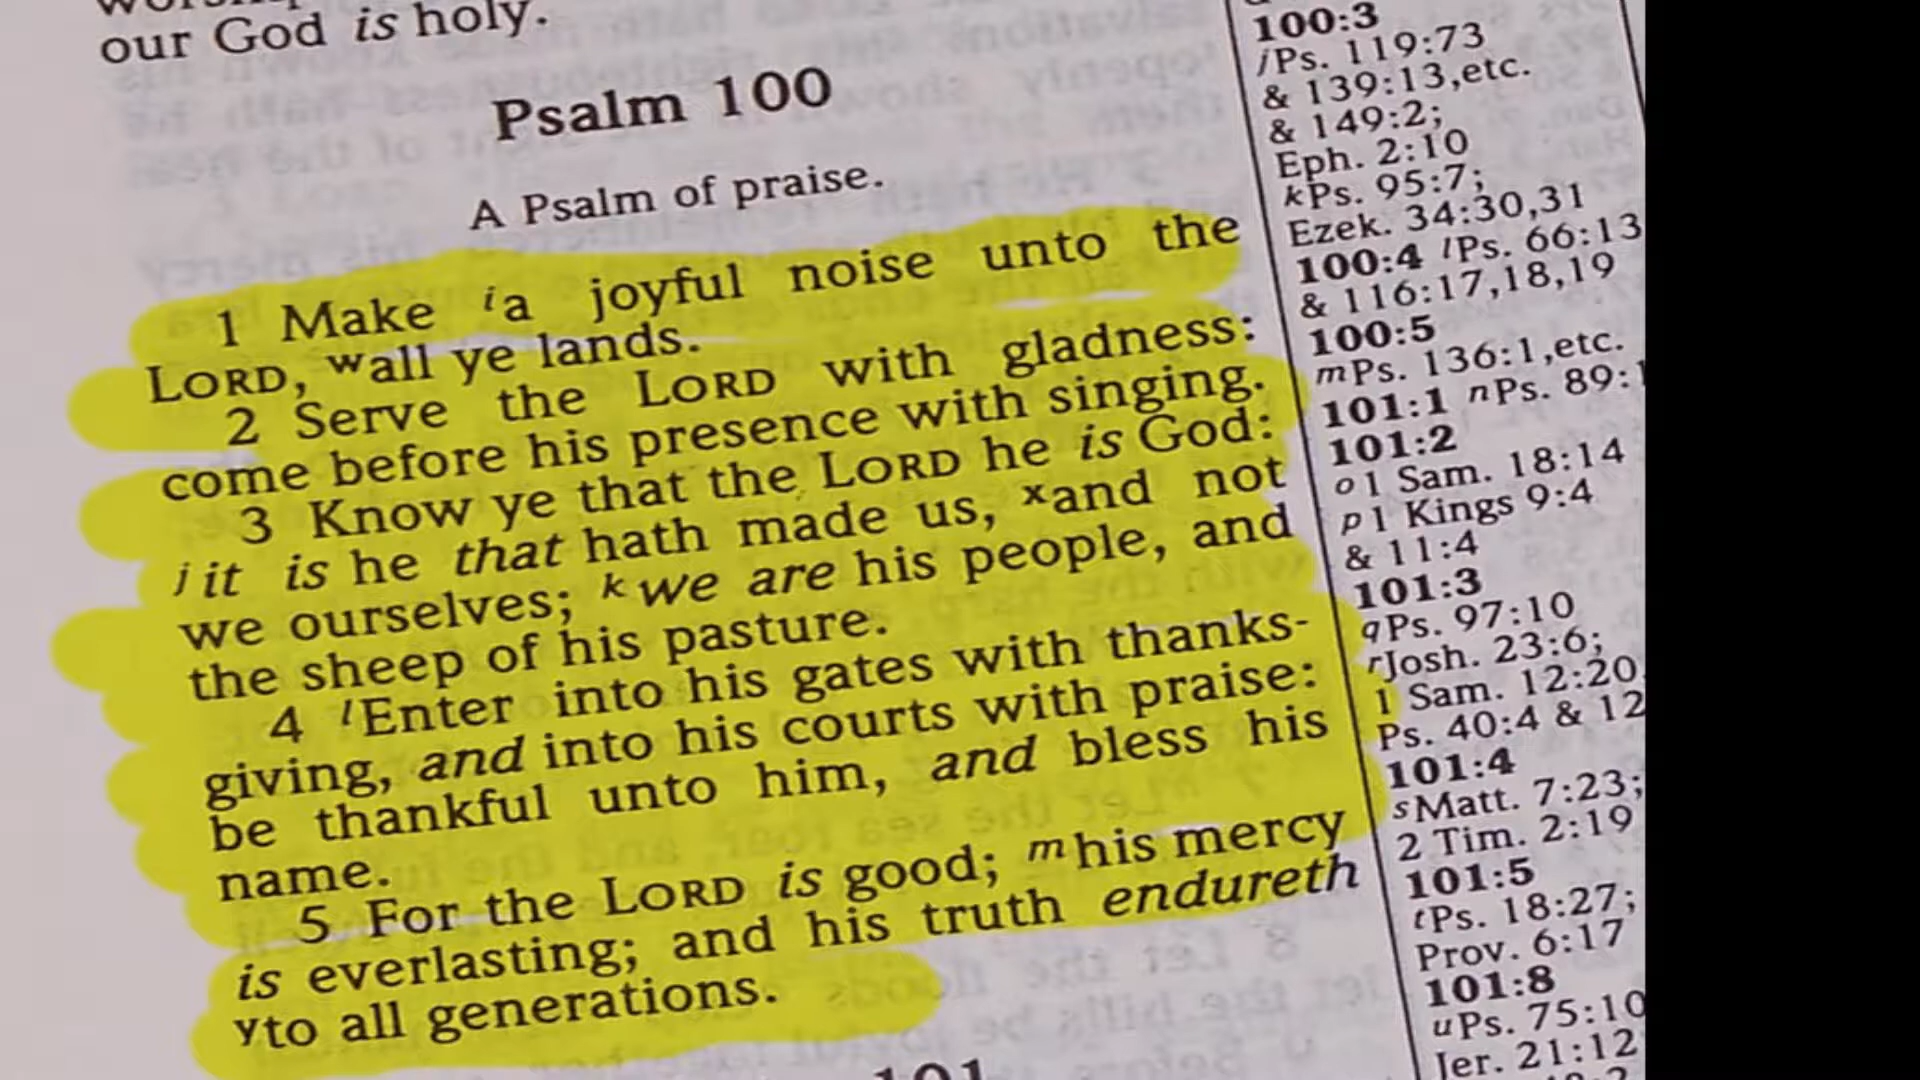 our God is holy.
Psalm 100
A Psalm of praise.
1 Make ia joyful noise unto the
LORD, wall ye lands.
2 Serve the LORD with gladness:
come before his presence with singing.
3 Know ye that the LORD he is God:
j it is he that hath made us, xand not
we ourselves; k we are his people, and
the sheep of his pasture.
4 lEnter into his gates with thanks-
giving, and into his courts with praise:
be thankful unto him, and bless his
name.
5 For the LORD is good; mhis mercy
is everlasting; and his truth endureth
yto all generations.
101
100:3
jPs. 119:73
& 139:13,etc.
& 149:2;
Eph. 2:10
kPs. 95:7;
Ezek. 34:30,31
100:4 lPs. 66:13
& 116:17,18,19
100:5
mPs. 136:1,etc.
101:1 nPs. 89:1
101:2
o1 Sam. 18:14
p1 Kings 9:4
& 11:4
101:3
qPs. 97:10
rJosh. 23:6;
1 Sam. 12:20
Ps. 40:4 & 12
101:4
sMatt. 7:23;
2 Tim. 2:19
101:5
tPs. 18:27;
Prov. 6:17
101:8
uPs. 75:10
Jer. 21:12